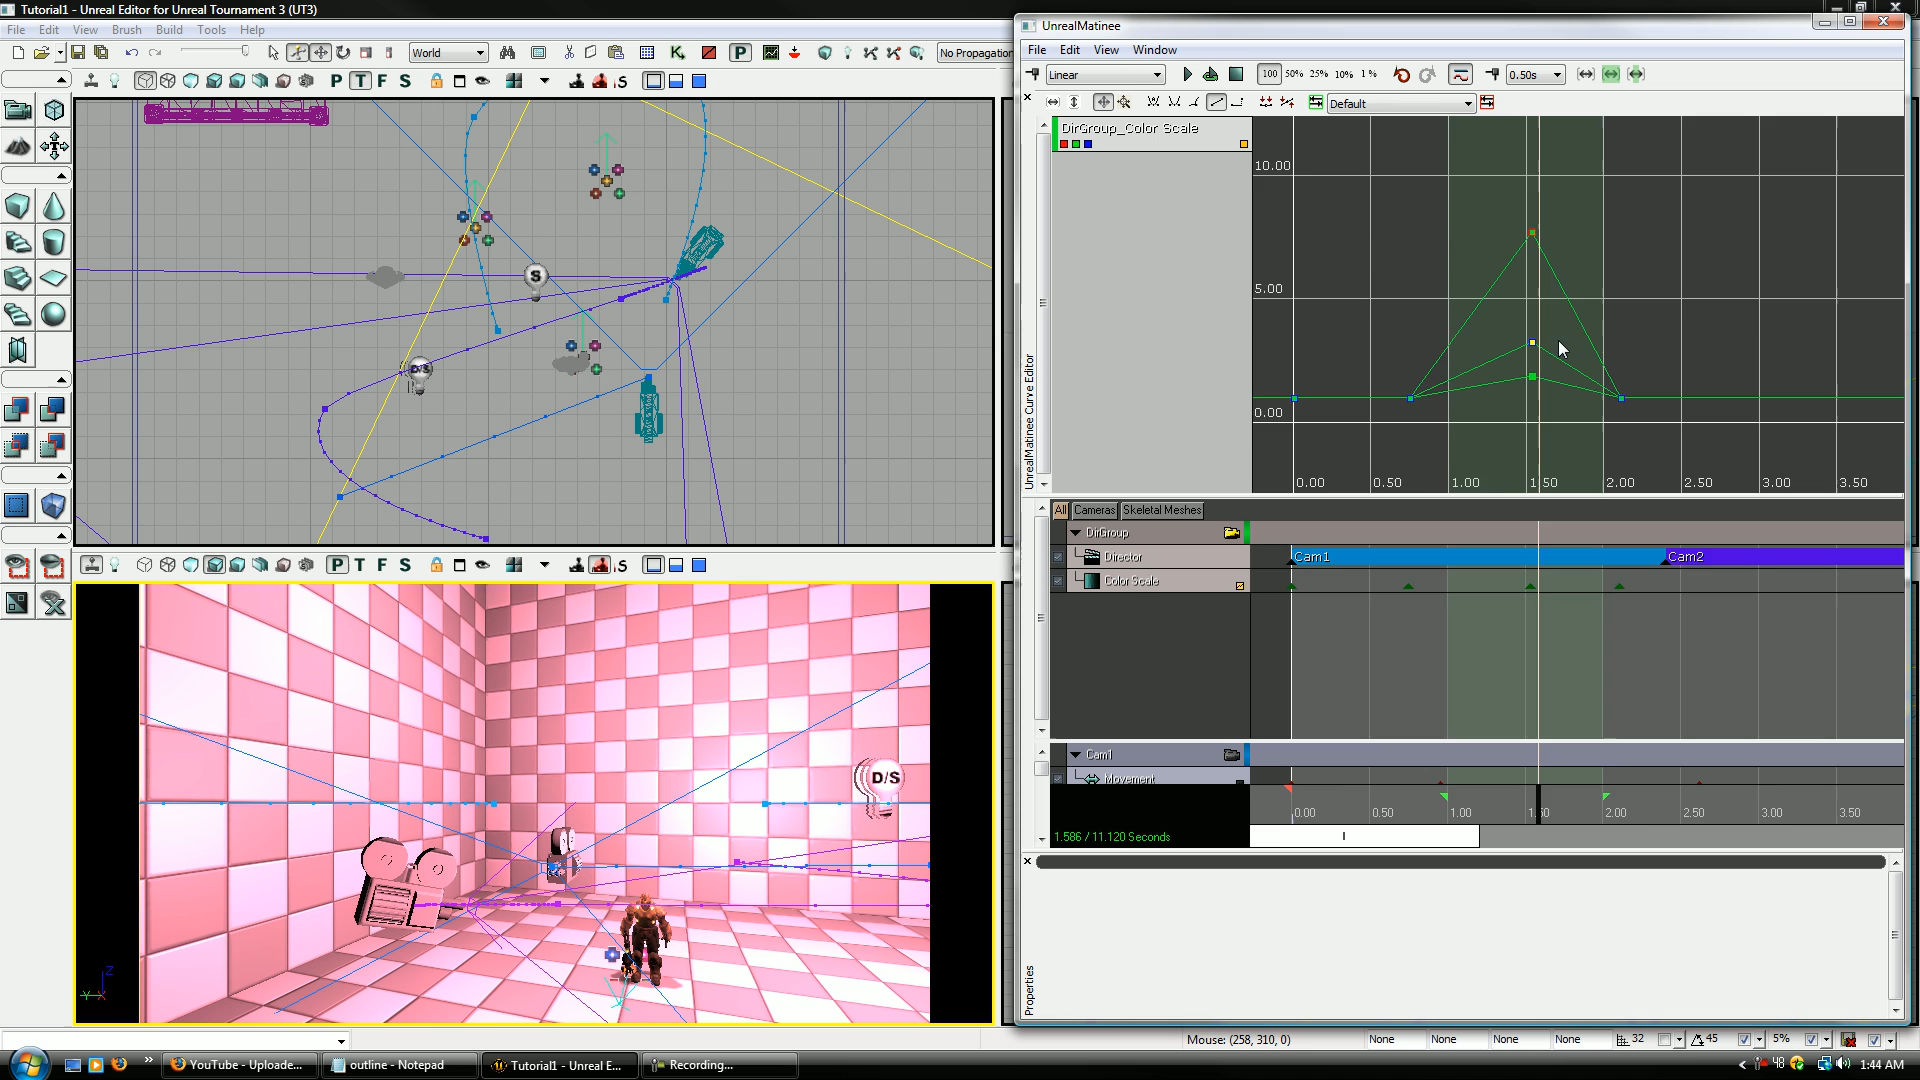 Tutorial1 - Unreal Editor for Unreal Tournament 3 (UT3)
File Edit View Brush Build Tools Help
World
P
No Propagation
P T F S
S
S
D/S
P T F S
S
D/S
Z
Y X
UnrealMatinee
File Edit View Window
Linear
100 50% 25% 10% 1 %
0.50s
Default
DirGroup_Color Scale
10.00
5.00
0.00
0.00 0.50 1.00 1.50 2.00 2.50 3.00 3.50
UnrealMatinee Curve Editor
All Cameras Skeletal Meshes
DirGroup
Director
Cam1
Cam2
Color Scale
Cam1
Movement
0.00 0.50 1.00 1.50 2.00 2.50 3.00 3.50
1.586 / 11.120 Seconds
Properties
Mouse: (258, 310, 0)
None None None None
32
45
5%
YouTube - Uploade...
outline - Notepad
Tutorial1 - Unreal E...
Recording...
48
1:44 AM